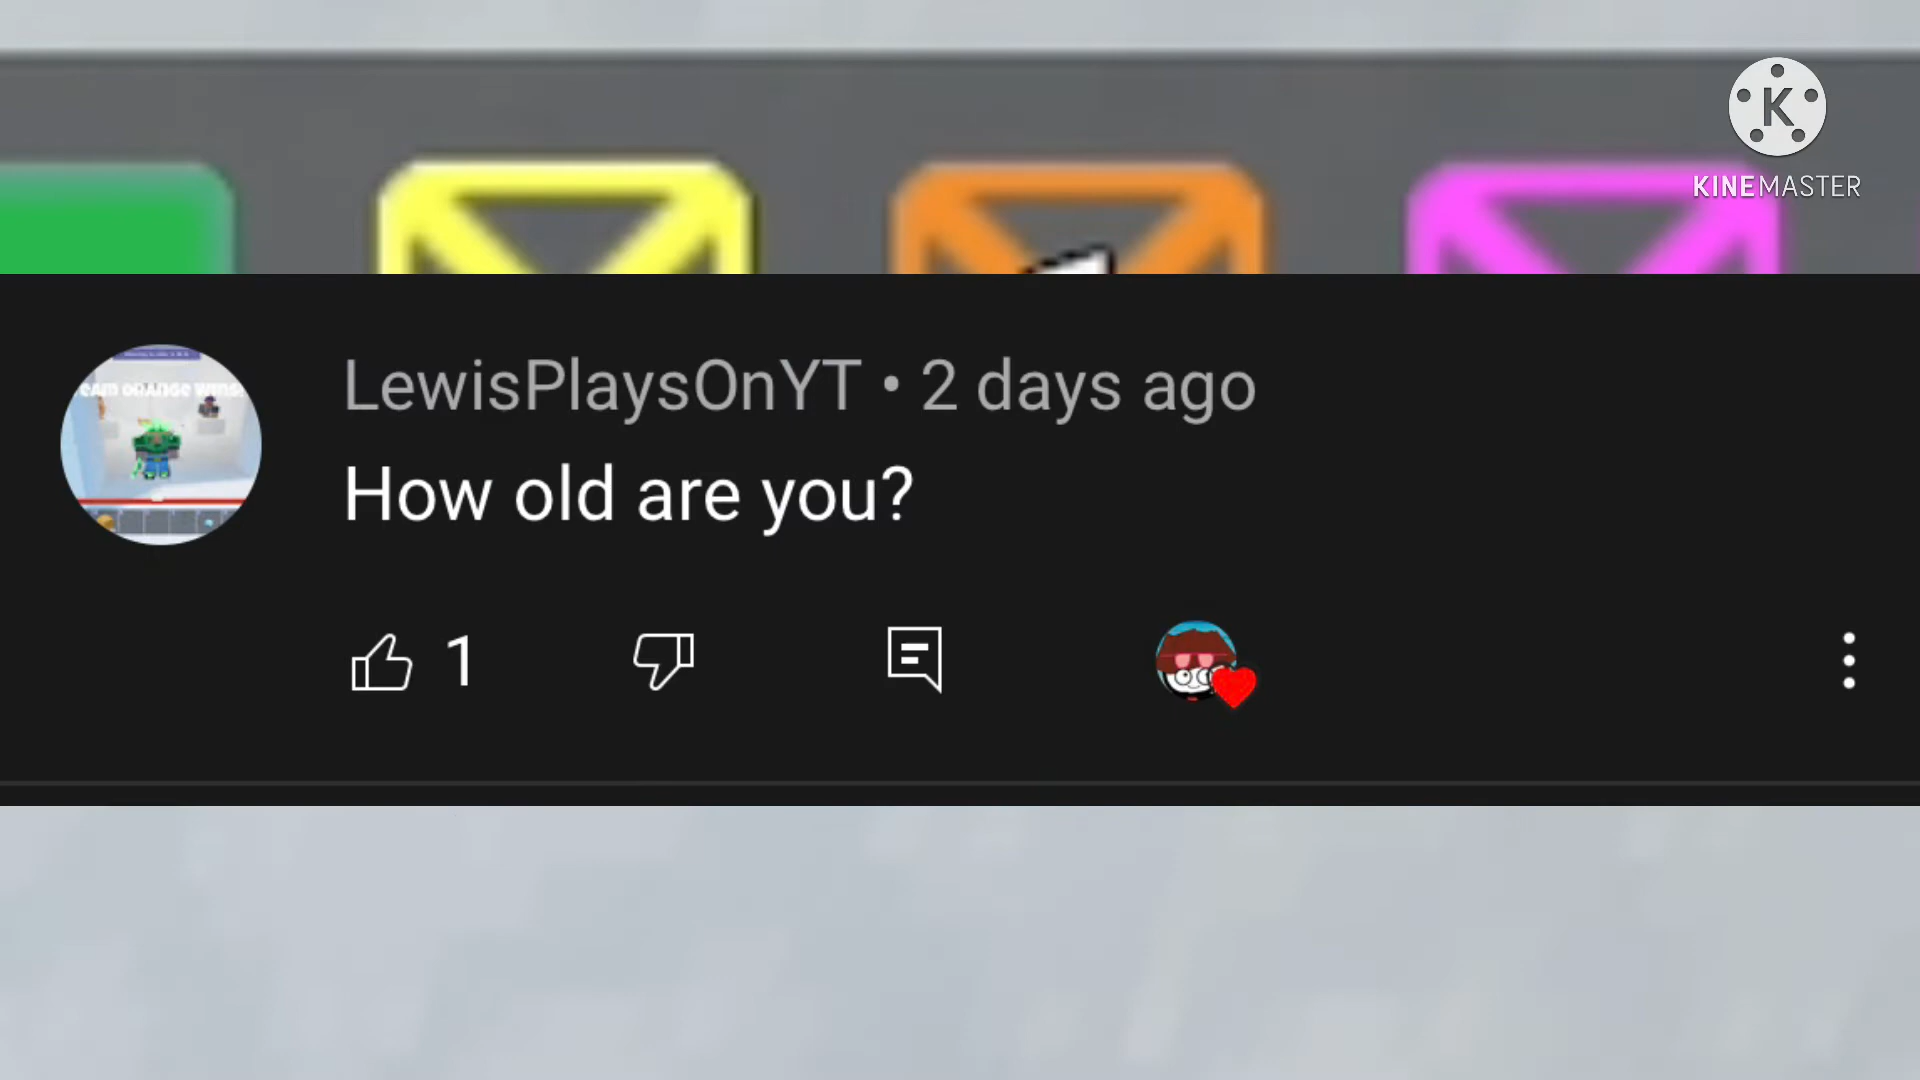 K
KINEMASTER
LewisPlaysOnYT • 2 days ago
How old are you?
1